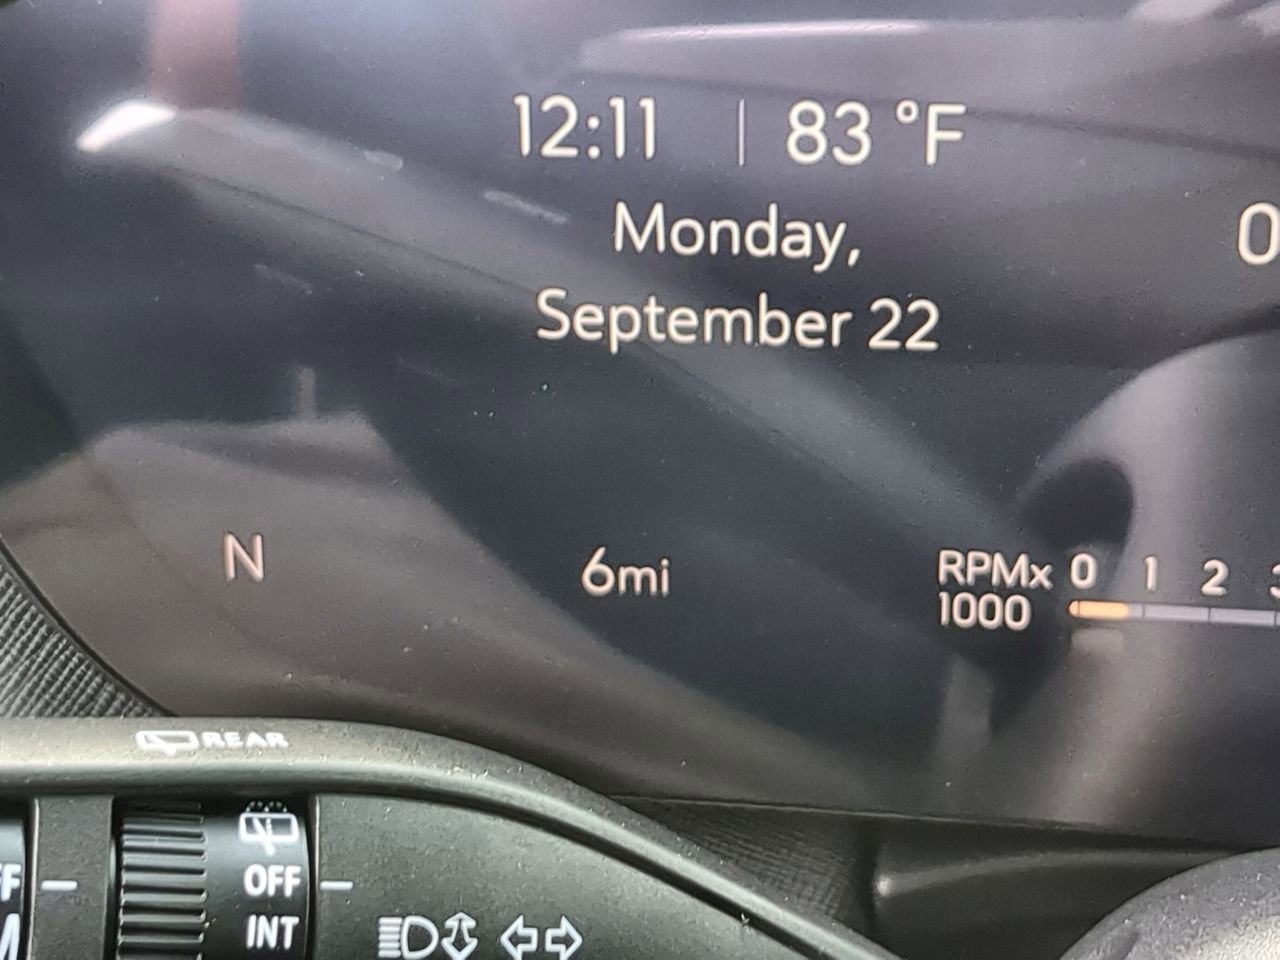 12:11 | 83 °F
Monday,
September 22
0
N
6mi
RPMx 0 1 2
1000
REAR
OFF
INT